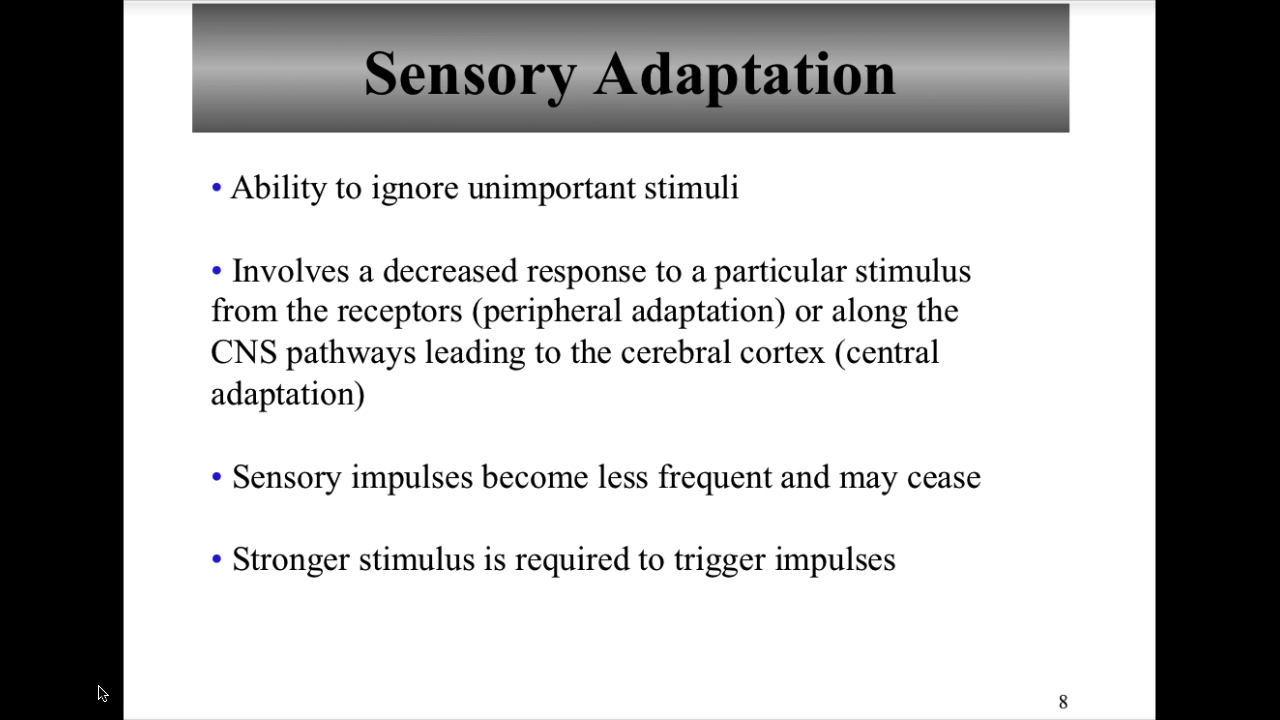 Sensory Adaptation
• Ability to ignore unimportant stimuli
• Involves a decreased response to a particular stimulus
from the receptors (peripheral adaptation) or along the
CNS pathways leading to the cerebral cortex (central
adaptation)
• Sensory impulses become less frequent and may cease
• Stronger stimulus is required to trigger impulses
8